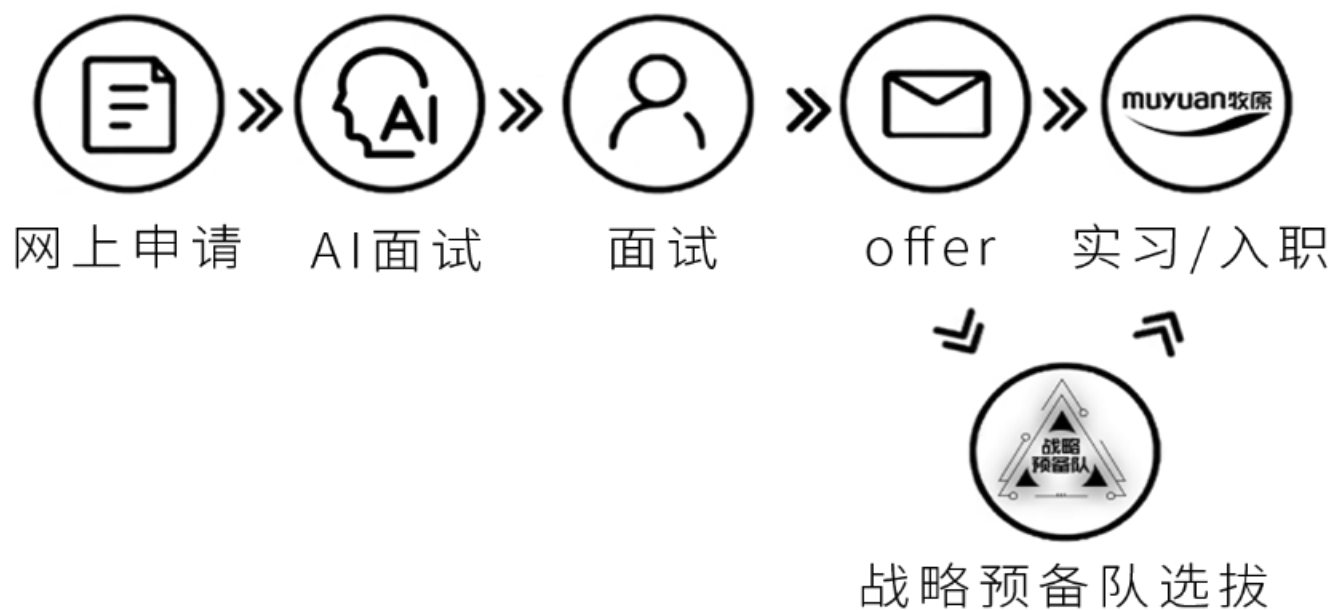 AI
muyuan牧原
网上申请
AI面试
面试
offer
实习/入职
战略
预备队
战略预备队选拔